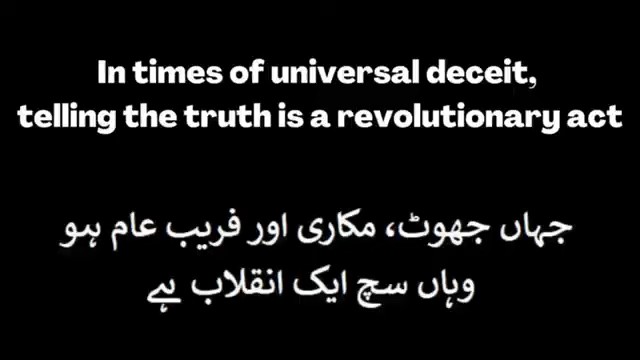 In times of universal deceit,
telling the truth is a revolutionary act
جہاں جھوٹ، مکاری اور فریب عام ہو
وہاں سچ ایک انقلاب ہے